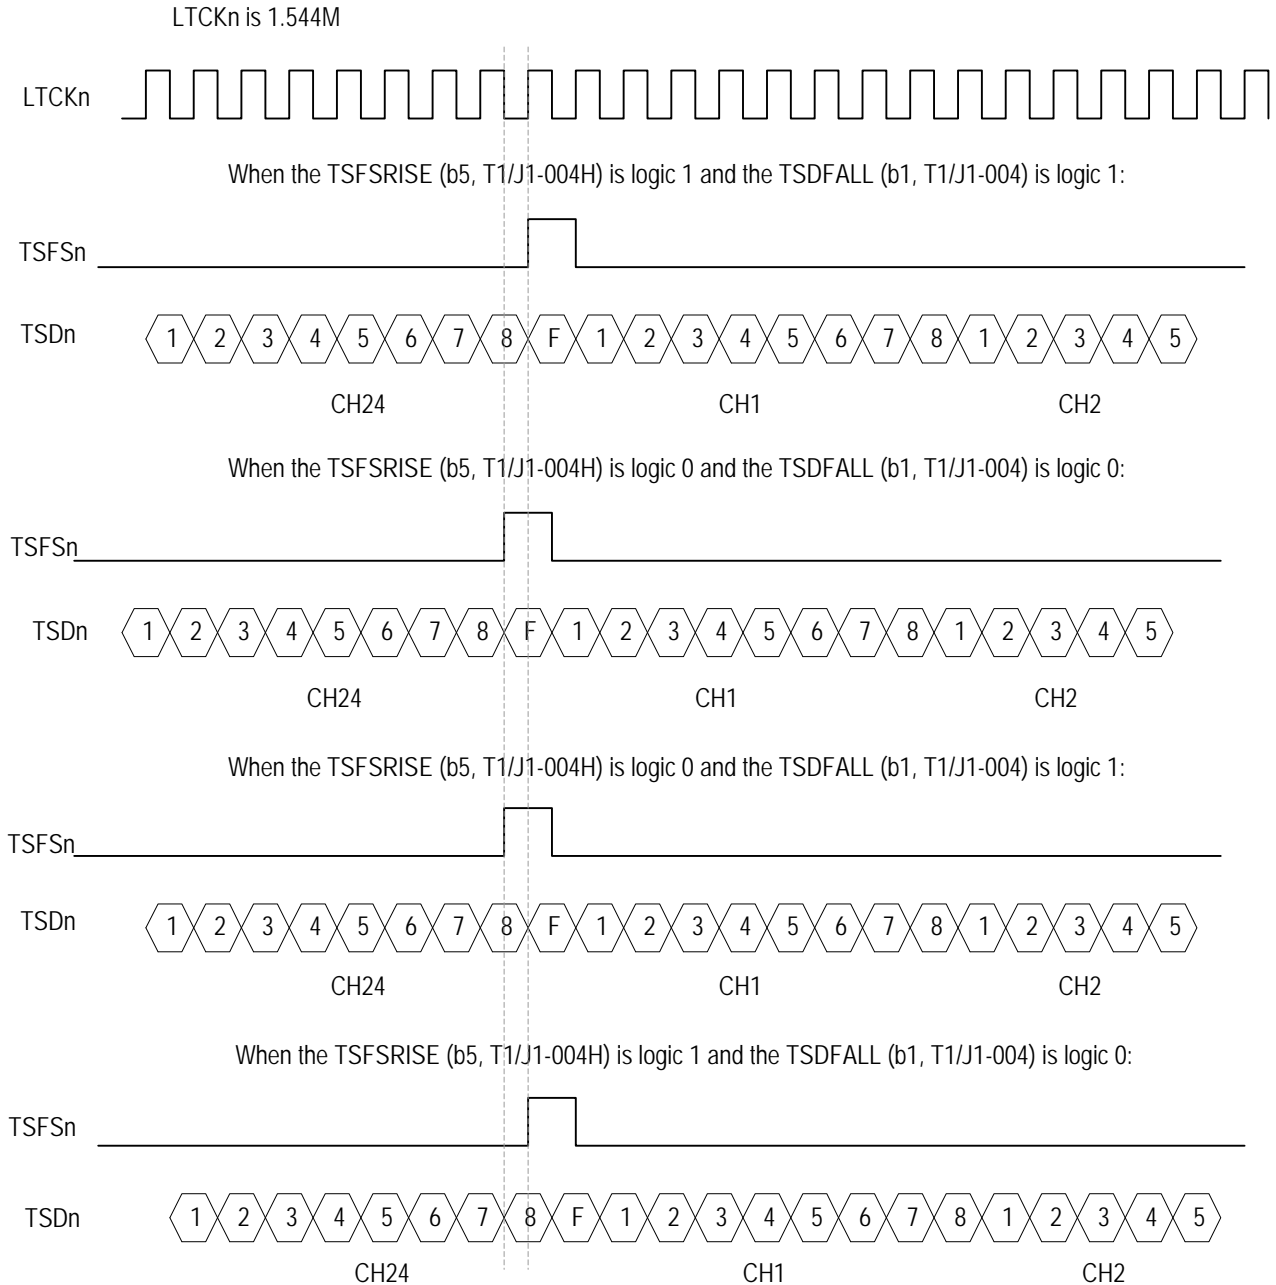 LTCKn is 1.544M
LTCKn
When the TSFSRISE (b5, T1/J1-004H) is logic 1 and the TSDFALL (b1, T1/J1-004) is logic 1:
TSFSn
TSDn 1 2 3 4 5 6 7 8 F 1 2 3 4 5 6 7 8 1 2 3 4 5
CH24 CH1 CH2
When the TSFSRISE (b5, T1/J1-004H) is logic 0 and the TSDFALL (b1, T1/J1-004) is logic 0:
TSFSn
TSDn 1 2 3 4 5 6 7 8 F 1 2 3 4 5 6 7 8 1 2 3 4 5
CH24 CH1 CH2
When the TSFSRISE (b5, T1/J1-004H) is logic 0 and the TSDFALL (b1, T1/J1-004) is logic 1:
TSFSn
TSDn 1 2 3 4 5 6 7 8 F 1 2 3 4 5 6 7 8 1 2 3 4 5
CH24 CH1 CH2
When the TSFSRISE (b5, T1/J1-004H) is logic 1 and the TSDFALL (b1, T1/J1-004) is logic 0:
TSFSn
TSDn 1 2 3 4 5 6 7 8 F 1 2 3 4 5 6 7 8 1 2 3 4 5
CH24 CH1 CH2